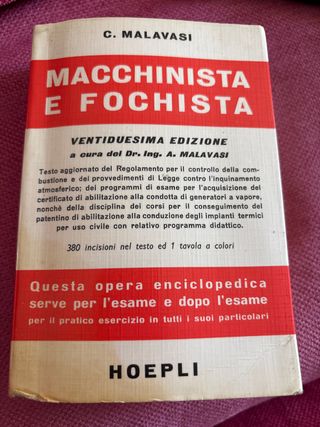 C. MALAVASI
MACCHINISTA
E FOCHISTA
VENTIDUESIMA EDIZIONE
a cura del Dr. Ing. A. MALAVASI
Testo aggiornato del Regolamento per il controllo della com-
bustione e dei provvedimenti di Legge contro l'inquinamento
atmosferico; dei programmi di esame per l'acquisizione del
certificato di abilitazione alla condotta di generatori a vapore,
nonchè della disciplina dei corsi per il conseguimento del
patentino di abilitazione alla conduzione degli impianti termici
per uso civile con relativo programma didattico.
380 incisioni nel testo ed 1 tavola a colori
Questa opera enciclopedica
serve per l'esame e dopo l'esame
per il pratico esercizio in tutti i suoi particolari
HOEPLI